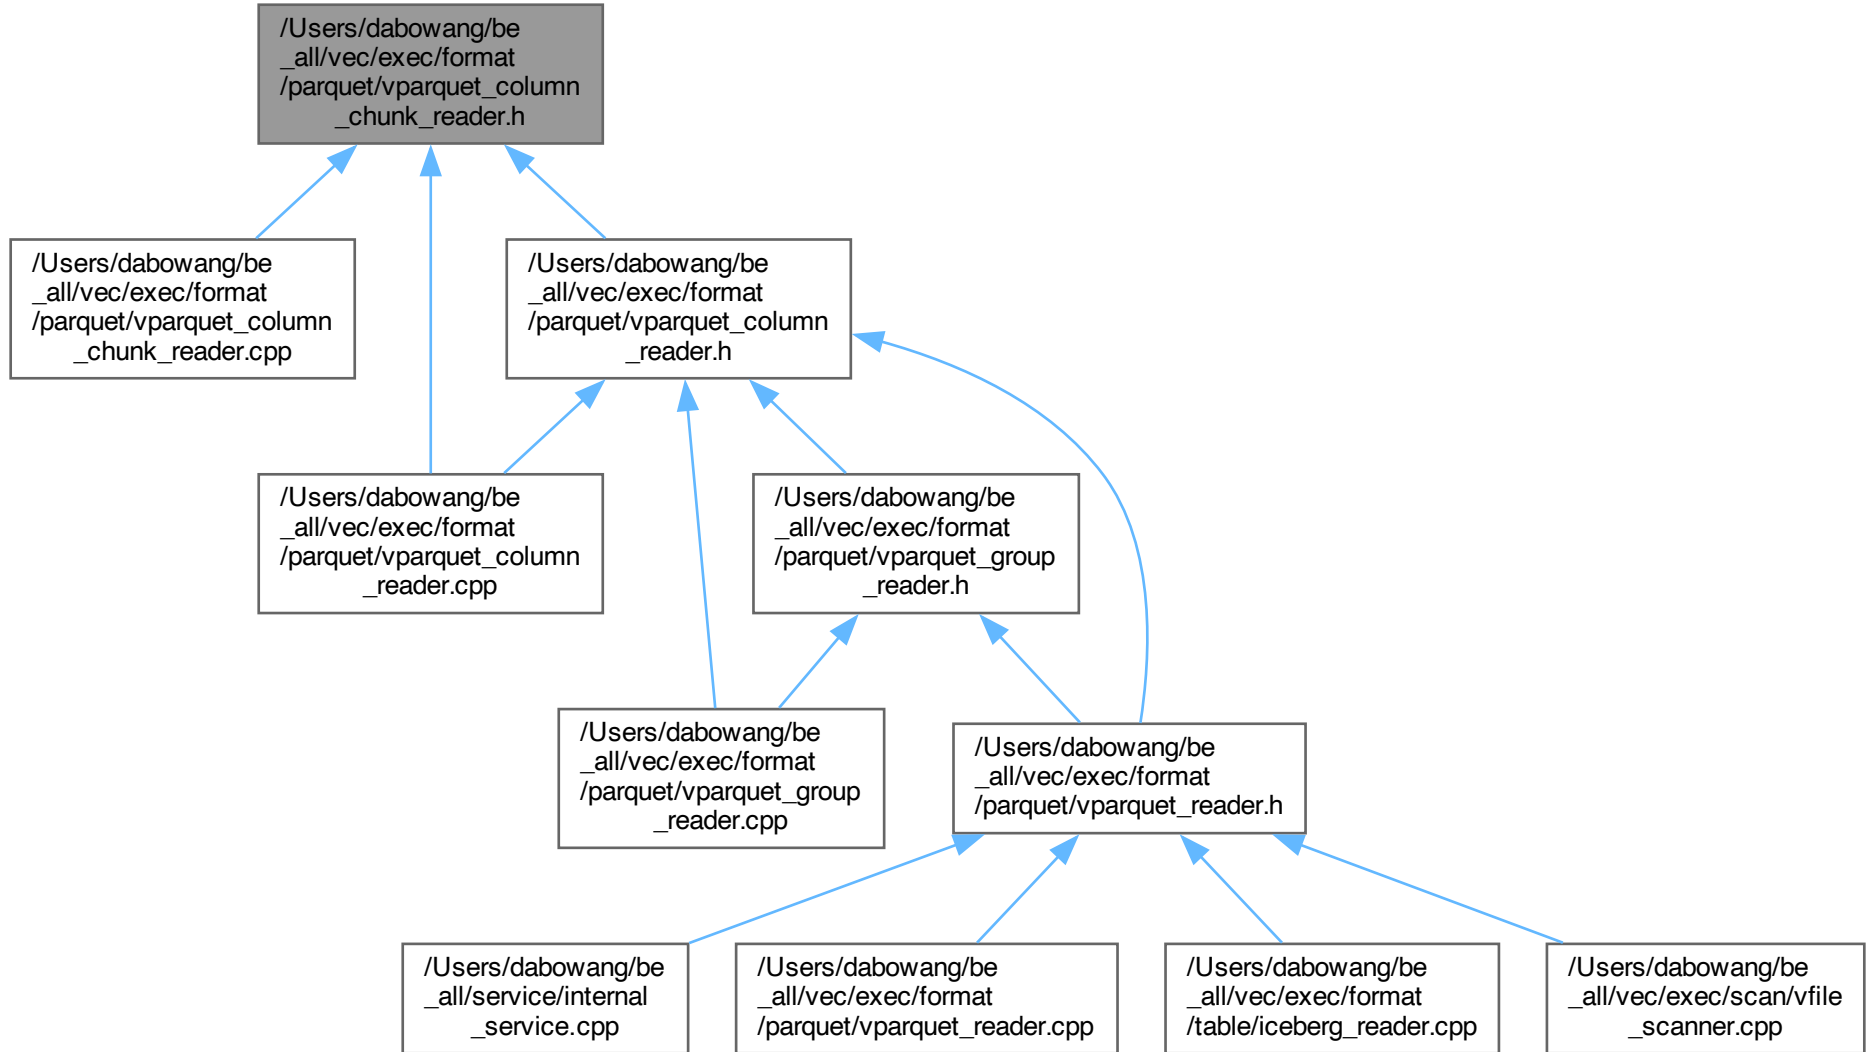 /Users/dabowang/be
_all/vec/exec/format
/parquet/vparquet_column
_chunk_reader.h
/Users/dabowang/be
_all/vec/exec/format
/parquet/vparquet_column
_chunk_reader.cpp
/Users/dabowang/be
_all/vec/exec/format
/parquet/vparquet_column
_reader.h
/Users/dabowang/be
_all/vec/exec/format
/parquet/vparquet_column
_reader.cpp
/Users/dabowang/be
_all/vec/exec/format
/parquet/vparquet_group
_reader.h
/Users/dabowang/be
_all/vec/exec/format
/parquet/vparquet_group
_reader.cpp
/Users/dabowang/be
_all/vec/exec/format
/parquet/vparquet_reader.h
/Users/dabowang/be
_all/service/internal
_service.cpp
/Users/dabowang/be
_all/vec/exec/format
/parquet/vparquet_reader.cpp
/Users/dabowang/be
_all/vec/exec/format
/table/iceberg_reader.cpp
/Users/dabowang/be
_all/vec/exec/scan/vfile
_scanner.cpp